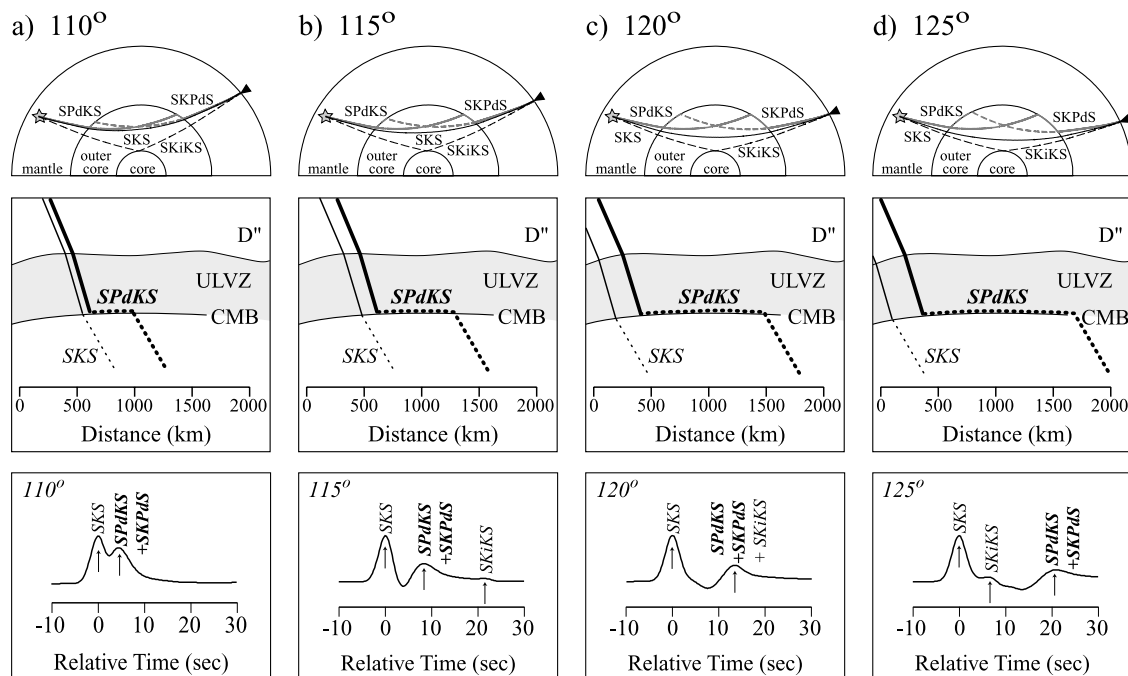 a) 110°
SPdKS
SKPdS
SKS
SKiKS
mantle
outer
core
core
D"
ULVZ
SPdKS
CMB
SKS
0 500 1000 1500 2000
Distance (km)
110°
SKS
SPdKS
+SKPdS
-10 0 10 20 30
Relative Time (sec)
b) 115°
SPdKS
SKPdS
SKS
SKiKS
mantle
outer
core
core
D"
ULVZ
SPdKS
CMB
SKS
0 500 1000 1500 2000
Distance (km)
115°
SKS
SPdKS
+SKPdS
SKiKS
-10 0 10 20 30
Relative Time (sec)
c) 120°
SPdKS
SKPdS
SKS
SKiKS
mantle
outer
core
core
D"
ULVZ
SPdKS
CMB
SKS
0 500 1000 1500 2000
Distance (km)
120°
SKS
SPdKS
+SKPdS
+ SKiKS
-10 0 10 20 30
Relative Time (sec)
d) 125°
SPdKS
SKPdS
SKS
SKiKS
mantle
outer
core
core
D"
ULVZ
SPdKS
CMB
SKS
0 500 1000 1500 2000
Distance (km)
125°
SKS
SKiKS
SPdKS
+SKPdS
-10 0 10 20 30
Relative Time (sec)